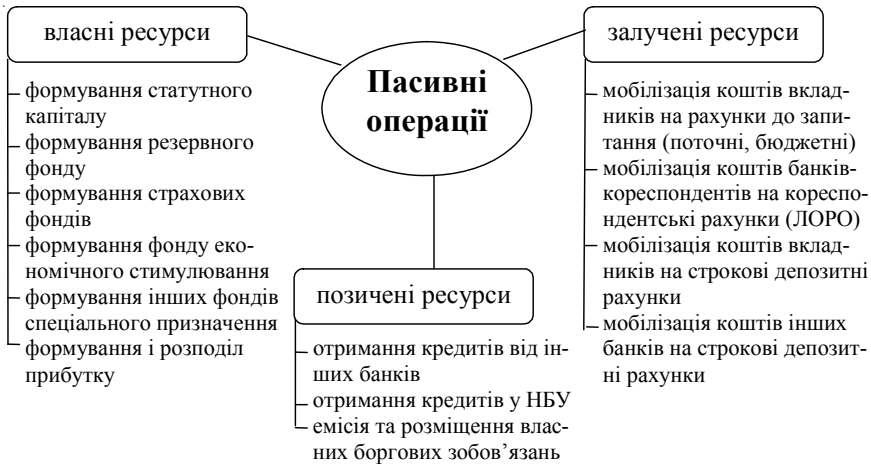 Пасивні
операції
власні ресурси
формування статутного
капіталу
формування резервного
фонду
формування страхових
фондів
формування фонду еко-
номічного стимулювання
формування інших фондів
спеціального призначення
формування і розподіл
прибутку
позичені ресурси
отримання кредитів від ін-
ших банків
отримання кредитів у НБУ
емісія та розміщення влас-
них боргових зобов’язань
залучені ресурси
мобілізація коштів вклад-
ників на рахунки до запи-
тання (поточні, бюджетні)
мобілізація коштів банків-
кореспондентів на кореспо-
ндентські рахунки (ЛОРО)
мобілізація коштів вклад-
ників на строкові депозитні
рахунки
мобілізація коштів інших
банків на строкові депозит-
ні рахунки